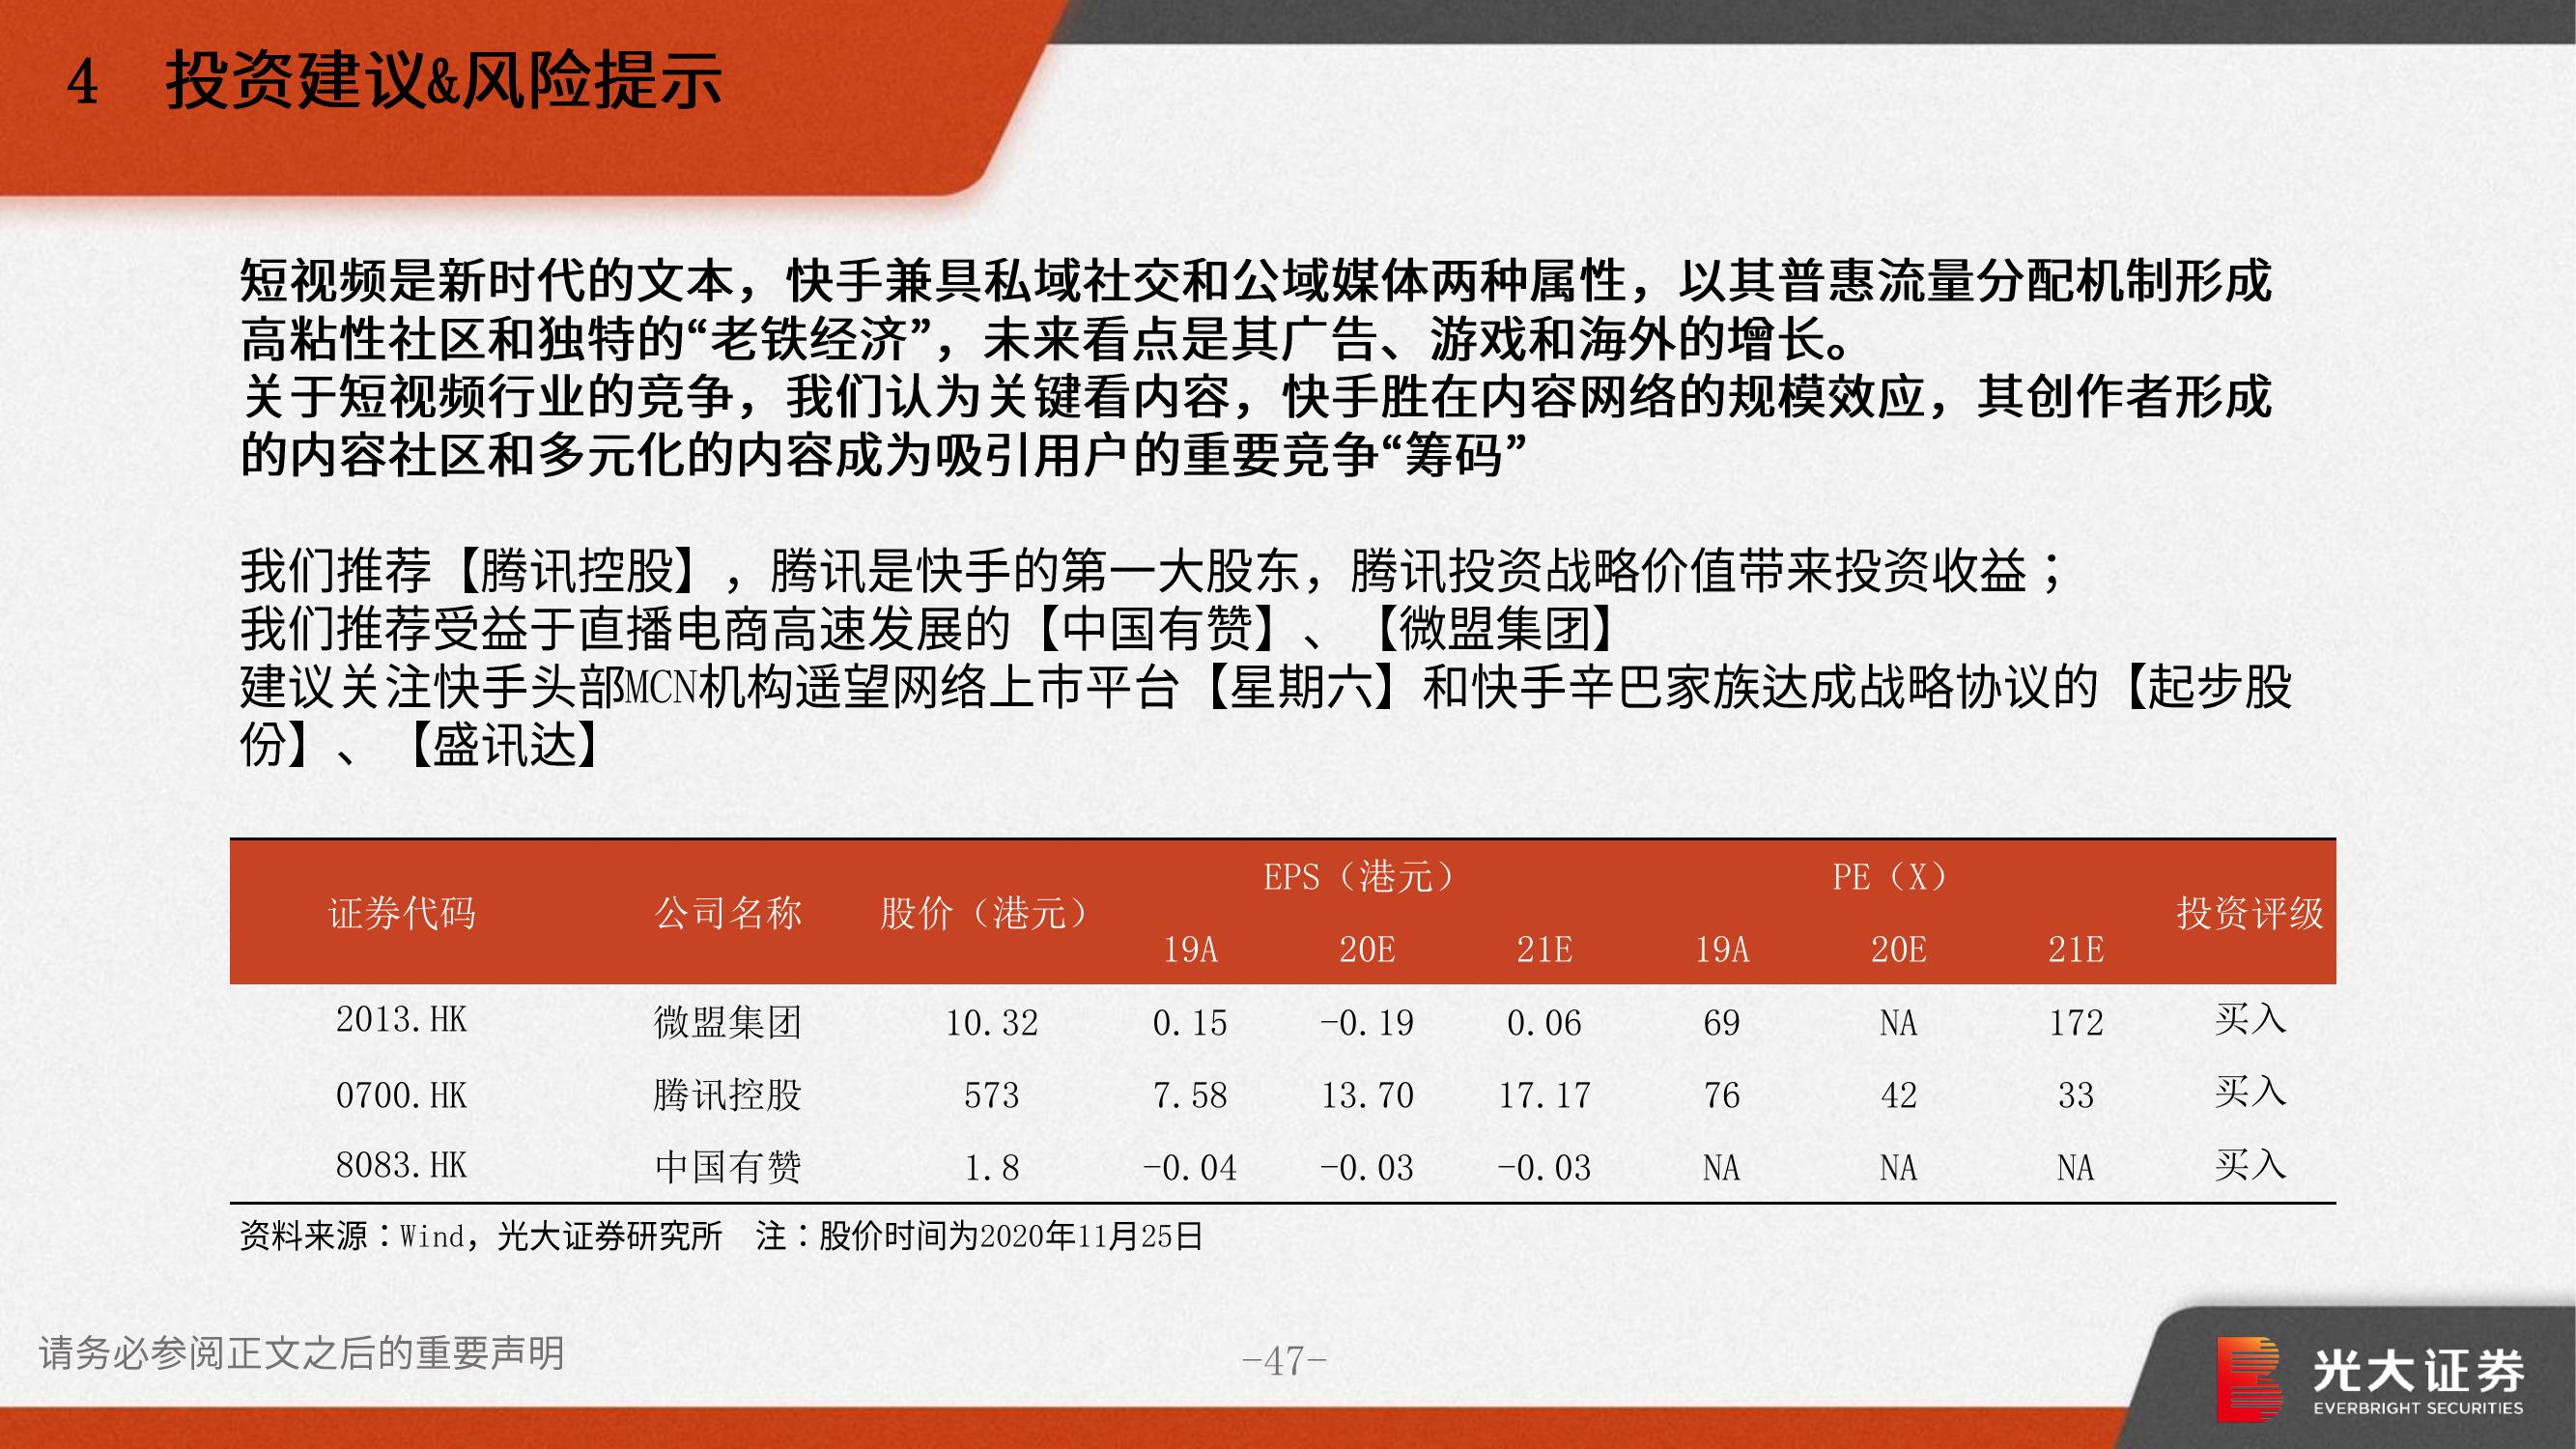 4 投资建议&风险提示
短视频是新时代的文本，快手兼具私域社交和公域媒体两种属性，以其普惠流量分配机制形成
高粘性社区和独特的“老铁经济”，未来看点是其广告、游戏和海外的增长。
关于短视频行业的竞争，我们认为关键看内容，快手胜在内容网络的规模效应，其创作者形成
的内容社区和多元化的内容成为吸引用户的重要竞争“筹码”
我们推荐【腾讯控股】，腾讯是快手的第一大股东，腾讯投资战略价值带来投资收益；
我们推荐受益于直播电商高速发展的【中国有赞】、【微盟集团】
建议关注快手头部MCN机构遥望网络上市平台【星期六】和快手辛巴家族达成战略协议的【起步股
份】、【盛讯达】
证券代码 公司名称 股价（港元） EPS（港元） PE（X） 投资评级
19A 20E 21E 19A 20E 21E
2013.HK 微盟集团 10.32 0.15 -0.19 0.06 69 NA 172 买入
0700.HK 腾讯控股 573 7.58 13.70 17.17 76 42 33 买入
8083.HK 中国有赞 1.8 -0.04 -0.03 -0.03 NA NA NA 买入
资料来源：Wind，光大证券研究所 注：股价时间为2020年11月25日
请务必参阅正文之后的重要声明
-47-
光大证券
EVERBRIGHT SECURITIES